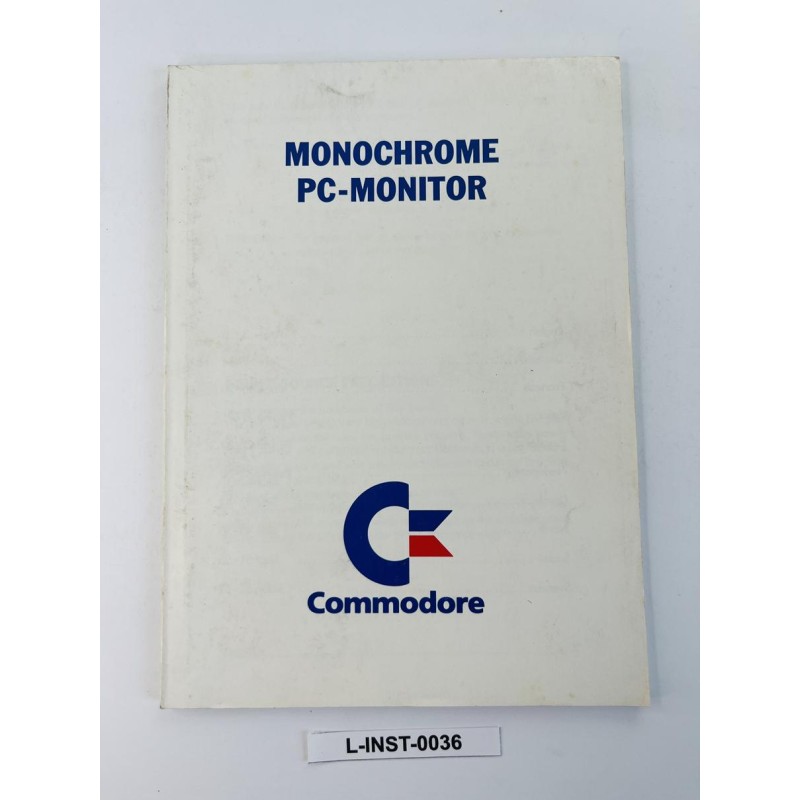 MONOCHROME
PC-MONITOR
Commodore
L-INST-0036